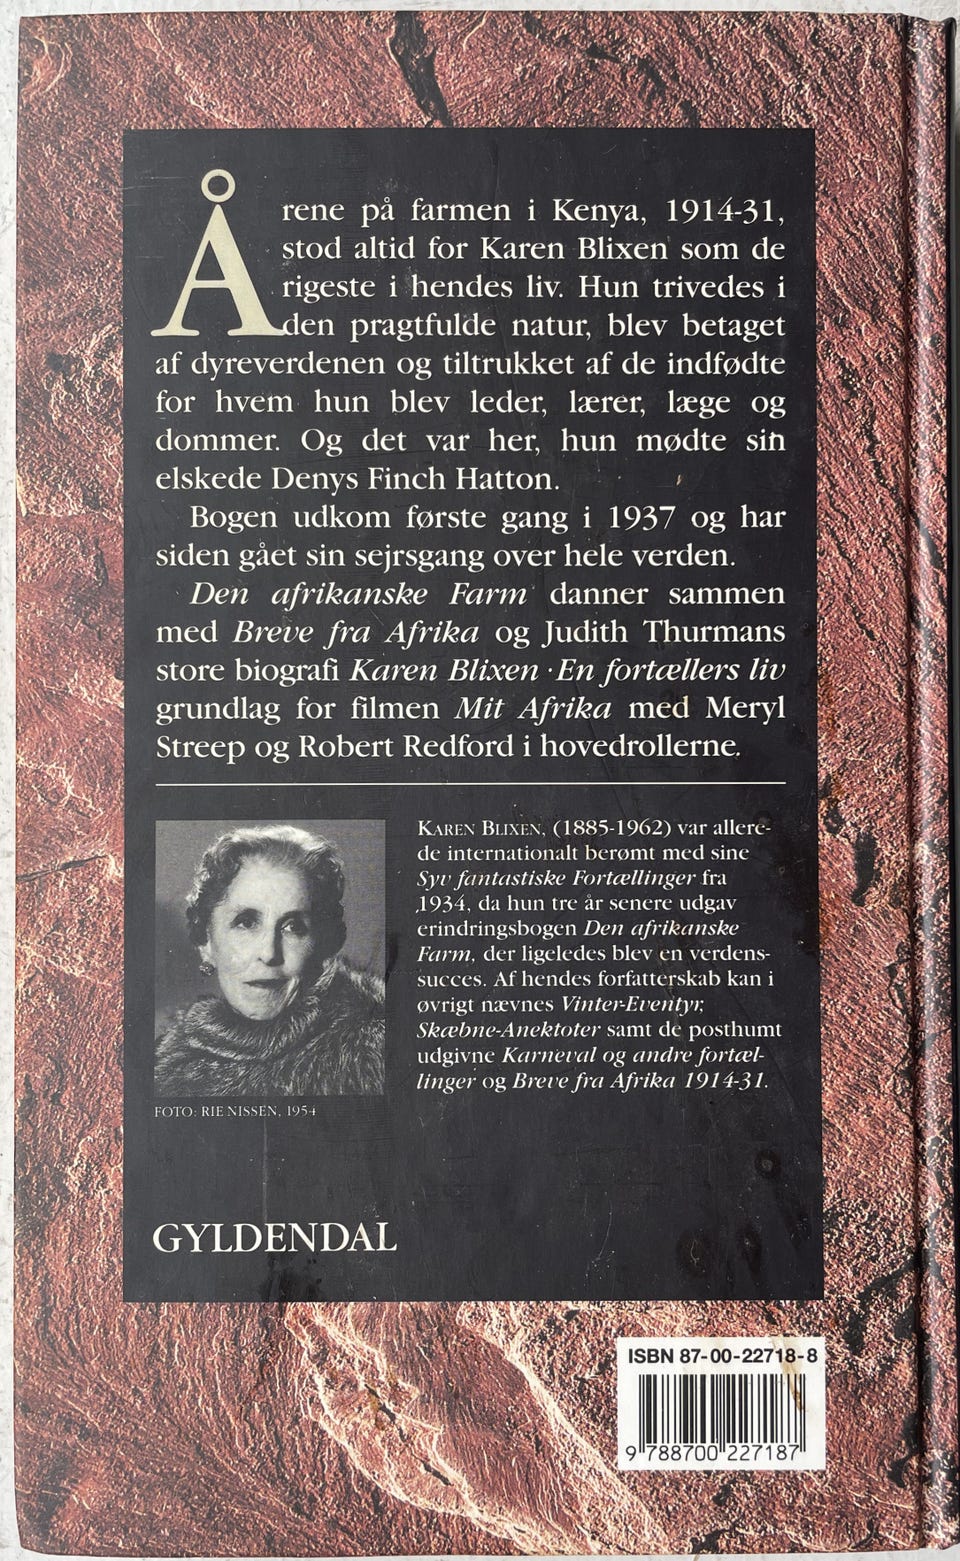 Årene på farmen i Kenya, 1914-31,
stod altid for Karen Blixen som de
rigeste i hendes liv. Hun trivedes i
den pragtfulde natur, blev betaget
af dyreverdenen og tiltrukket af de indfødte
for hvem hun blev leder, lærer, læge og
dommer. Og det var her, hun mødte sin
elskede Denys Finch Hatton.
Bogen udkom første gang i 1937 og har
siden gået sin sejrsgang over hele verden.
Den afrikanske Farm danner sammen
med Breve fra Afrika og Judith Thurmans
store biografi Karen Blixen · En fortællers liv
grundlag for filmen Mit Afrika med Meryl
Streep og Robert Redford i hovedrollerne.
KAREN BLIXEN, (1885-1962) var allere-
de internationalt berømt med sine
Syv fantastiske Fortællinger fra
1934, da hun tre år senere udgav
erindringsbogen Den afrikanske
Farm, der ligeledes blev en verdens-
succes. Af hendes forfatterskab kan i
øvrigt nævnes Vinter-Eventyr,
Skæbne-Anektoter samt de posthumt
udgivne Karneval og andre fortæl-
linger og Breve fra Afrika 1914-31.
FOTO: RIE NISSEN, 1954
GYLDENDAL
ISBN 87-00-22718-8
9 788700 227187